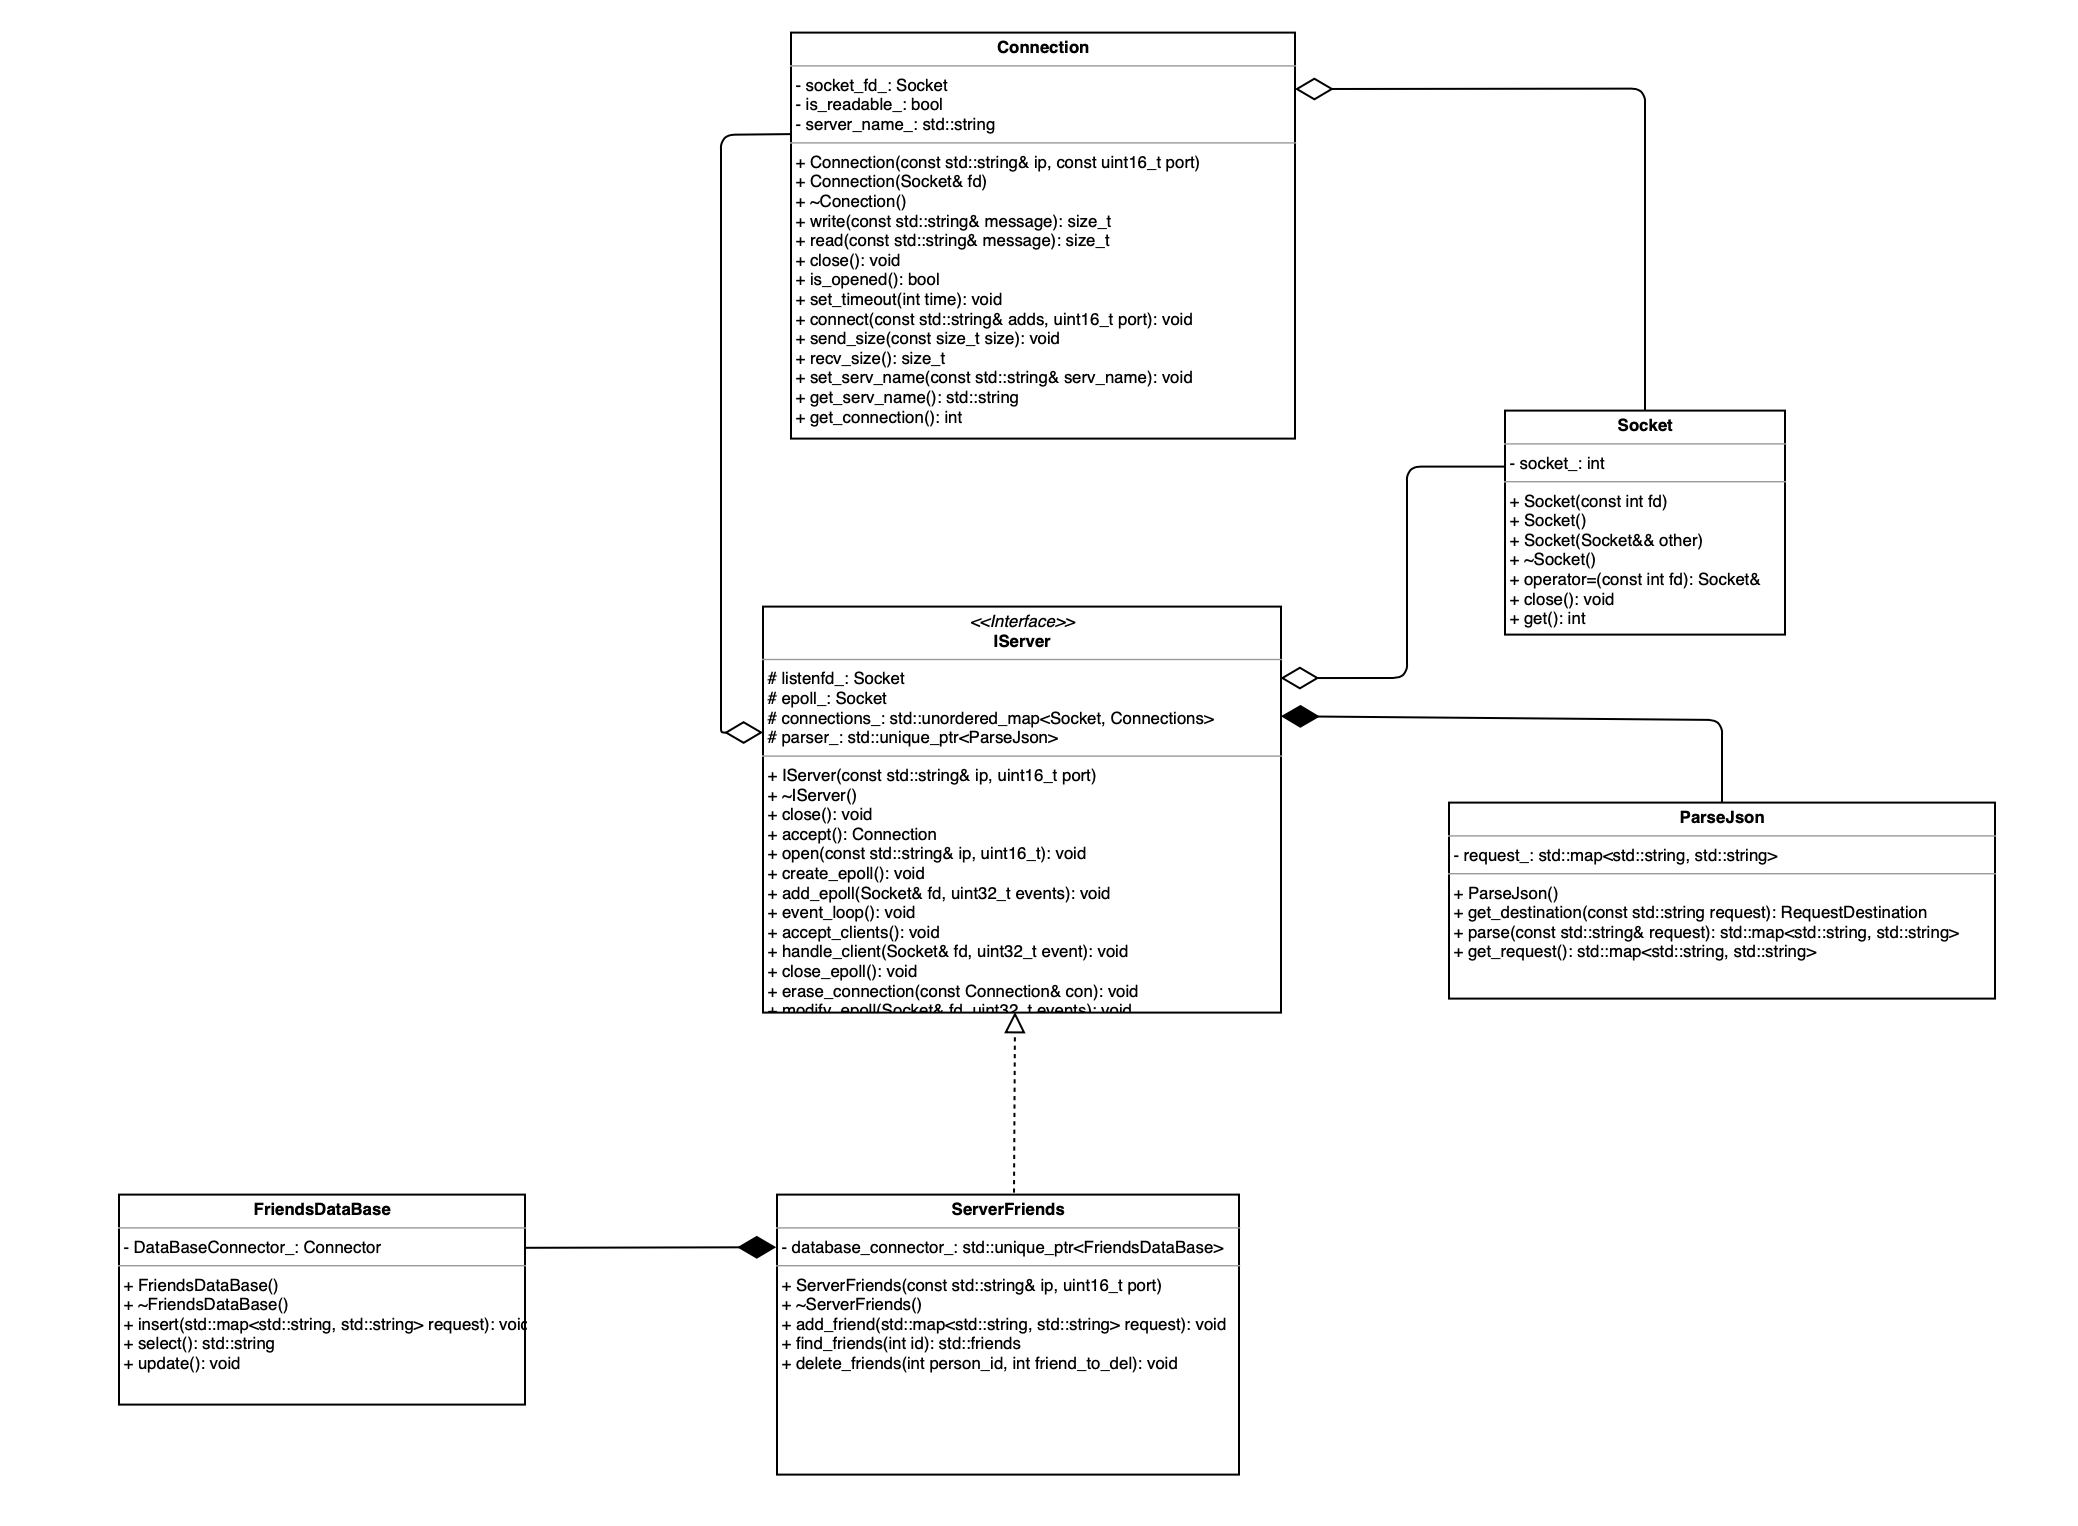 Connection
- socket_fd_: Socket
- is_readable_: bool
- server_name_: std::string
+ Connection(const std::string& ip, const uint16_t port)
+ Connection(Socket& fd)
+ ~Conection()
+ write(const std::string& message): size_t
+ read(const std::string& message): size_t
+ close(): void
+ is_opened(): bool
+ set_timeout(int time): void
+ connect(const std::string& adds, uint16_t port): void
+ send_size(const size_t size): void
+ recv_size(): size_t
+ set_serv_name(const std::string& serv_name): void
+ get_serv_name(): std::string
+ get_connection(): int
Socket
- socket_: int
+ Socket(const int fd)
+ Socket()
+ Socket(Socket&& other)
+ ~Socket()
+ operator=(const int fd): Socket&
+ close(): void
+ get(): int
<<Interface>>
IServer
# listenfd_: Socket
# epoll_: Socket
# connections_: std::unordered_map<Socket, Connections>
# parser_: std::unique_ptr<ParseJson>
+ IServer(const std::string& ip, uint16_t port)
+ ~IServer()
+ close(): void
+ accept(): Connection
+ open(const std::string& ip, uint16_t): void
+ create_epoll(): void
+ add_epoll(Socket& fd, uint32_t events): void
+ event_loop(): void
+ accept_clients(): void
+ handle_client(Socket& fd, uint32_t event): void
+ close_epoll(): void
+ erase_connection(const Connection& con): void
+ modify_epoll(Socket& fd, uint32_t events): void
ParseJson
- request_: std::map<std::string, std::string>
+ ParseJson()
+ get_destination(const std::string request): RequestDestination
+ parse(const std::string& request): std::map<std::string, std::string>
+ get_request(): std::map<std::string, std::string>
FriendsDataBase
- DataBaseConnector_: Connector
+ FriendsDataBase()
+ ~FriendsDataBase()
+ insert(std::map<std::string, std::string> request): void
+ select(): std::string
+ update(): void
ServerFriends
- database_connector_: std::unique_ptr<FriendsDataBase>
+ ServerFriends(const std::string& ip, uint16_t port)
+ ~ServerFriends()
+ add_friend(std::map<std::string, std::string> request): void
+ find_friends(int id): std::friends
+ delete_friends(int person_id, int friend_to_del): void